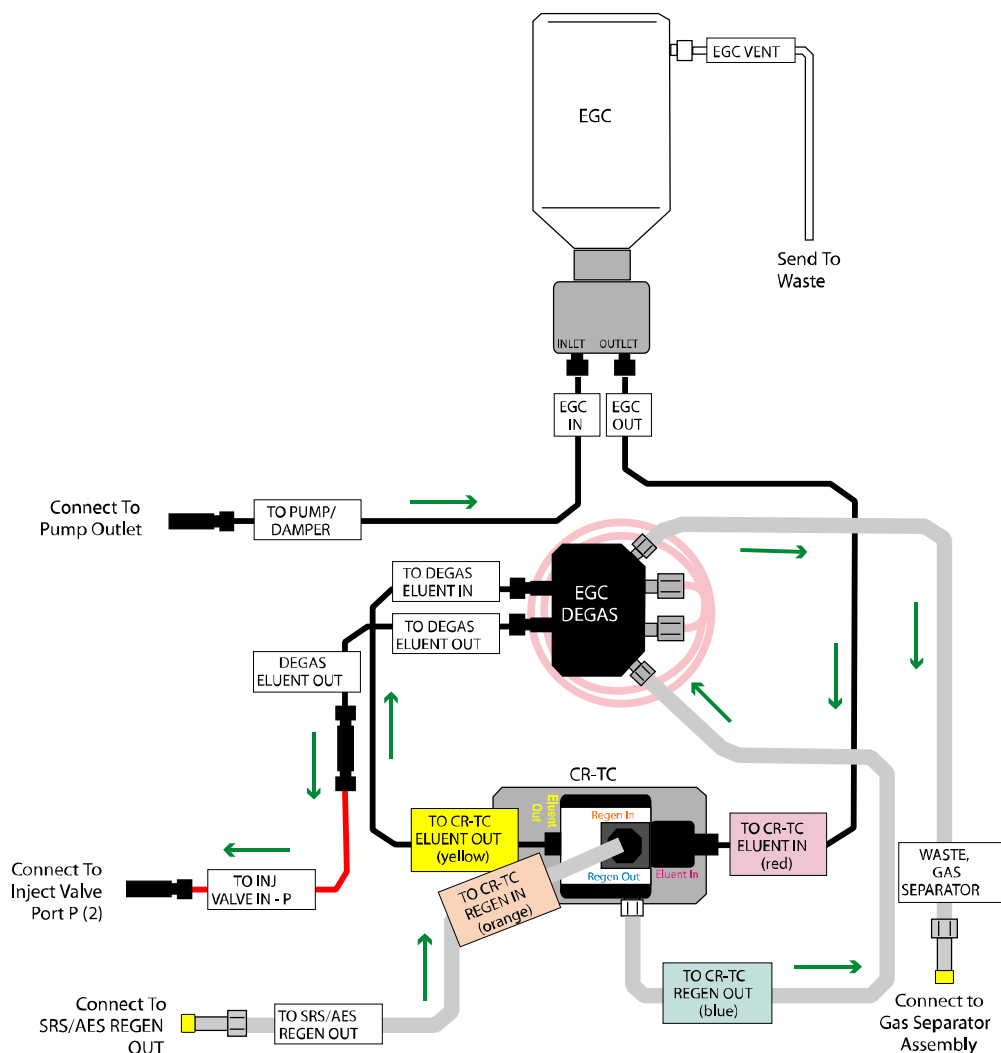 EGC VENT
EGC
Send To
Waste
INLET
OUTLET
EGC
IN
EGC
OUT
Connect To
Pump Outlet
TO PUMP/
DAMPER
TO DEGAS
ELUENT IN
EGC
DEGAS
TO DEGAS
ELUENT OUT
DEGAS
ELUENT OUT
CR-TC
Eluent
Out
Regen In
TO CR-TC
ELUENT OUT
(yellow)
TO CR-TC
ELUENT IN
(red)
Regen Out
Eluent In
WASTE,
GAS
SEPARATOR
Connect To
Inject Valve
Port P (2)
TO INJ
VALVE IN - P
TO CR-TC
REGEN IN
(orange)
TO CR-TC
REGEN OUT
(blue)
Connect To
SRS/AES REGEN
OUT
TO SRS/AES
REGEN OUT
Connect to
Gas Separator
Assembly